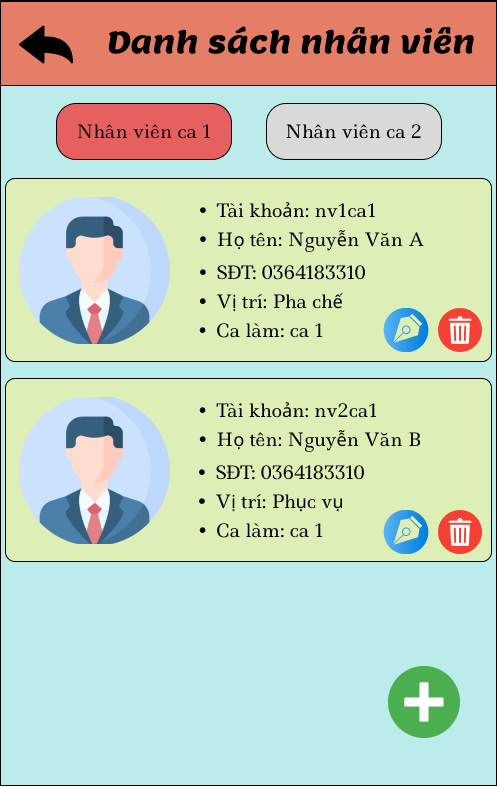 Danh sách nhân viên
Nhân viên ca 1
Nhân viên ca 2
• Tài khoản: nv1ca1
• Họ tên: Nguyễn Văn A
• SĐT: 0364183310
• Vị trí: Pha chế
• Ca làm: ca 1
• Tài khoản: nv2ca1
• Họ tên: Nguyễn Văn B
• SĐT: 0364183310
• Vị trí: Phục vụ
• Ca làm: ca 1